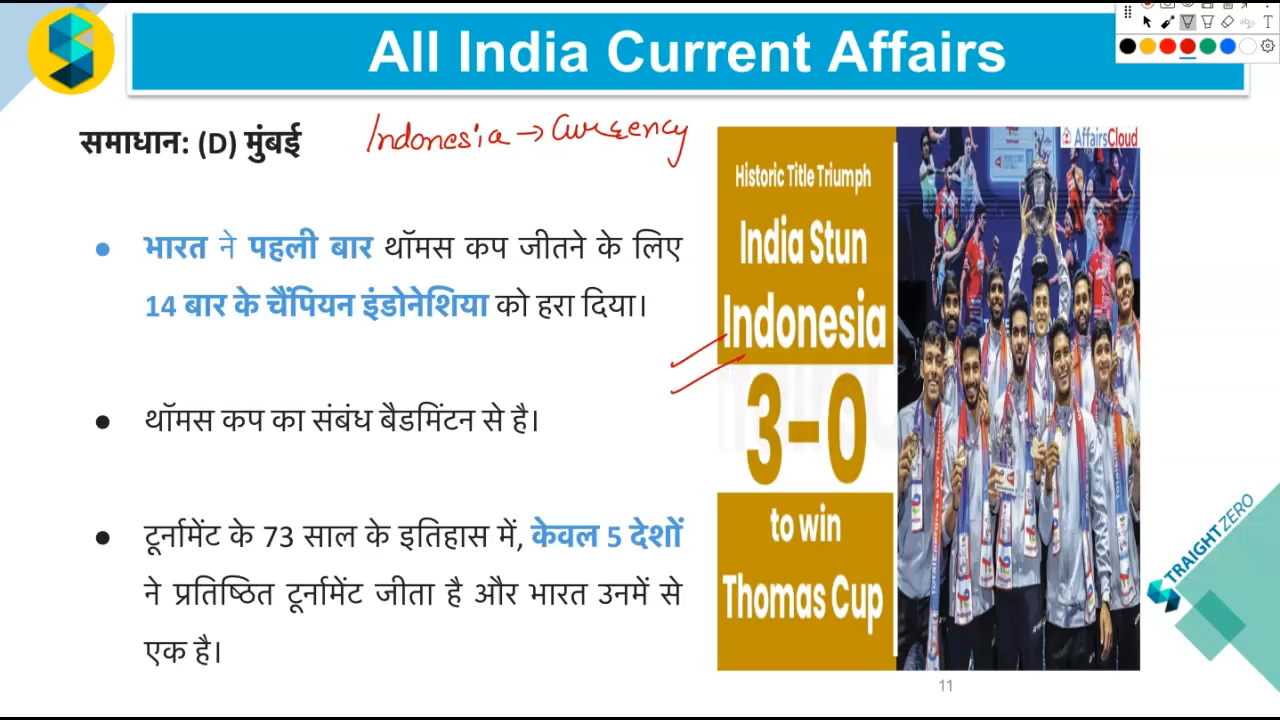 All India Current Affairs
समाधान: (D) मुंबई
Indonesia → Currency
भारत ने पहली बार थॉमस कप जीतने के लिए
14 बार के चैंपियन इंडोनेशिया को हरा दिया।
थॉमस कप का संबंध बैडमिंटन से है।
टूर्नामेंट के 73 साल के इतिहास में, केवल 5 देशों
ने प्रतिष्ठित टूर्नामेंट जीता है और भारत उनमें से
एक है।
AffairsCloud
Historic Title Triumph
India Stun
Indonesia
3-0
to win
Thomas Cup
TRAIGHT ZERO
11